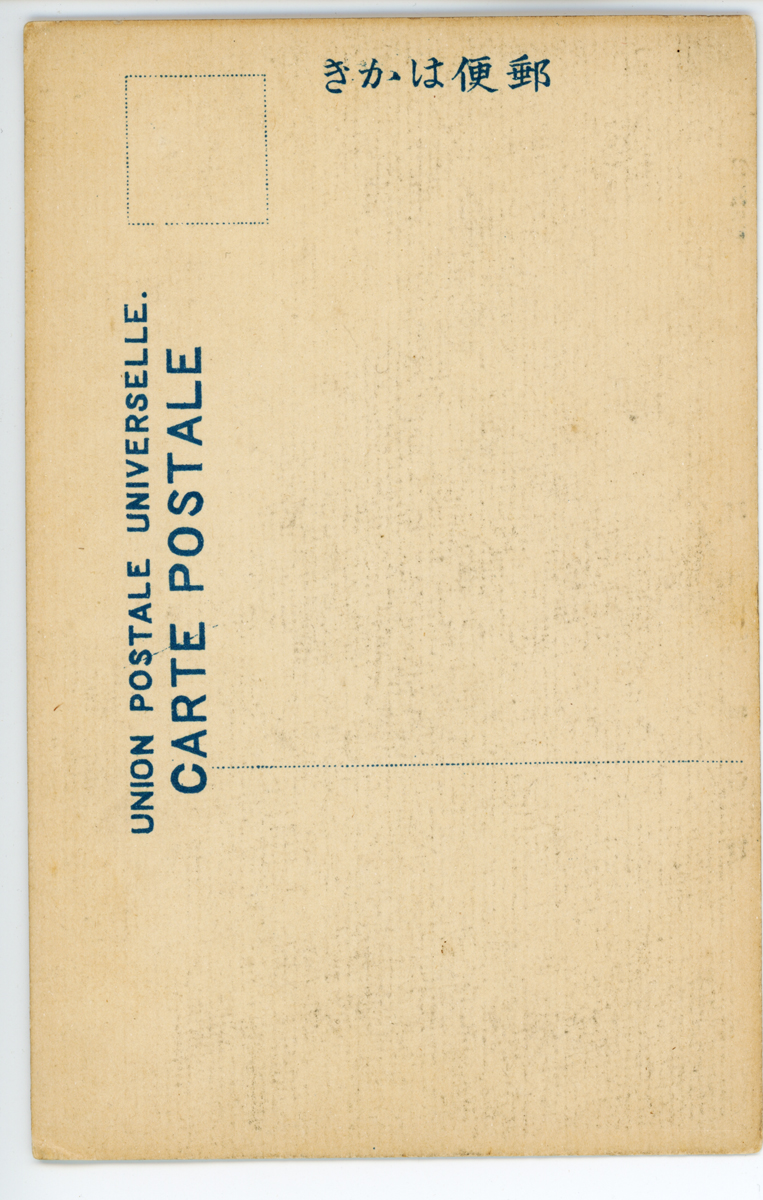 郵便はかき
UNION POSTALE UNIVERSELLE.
CARTE POSTALE